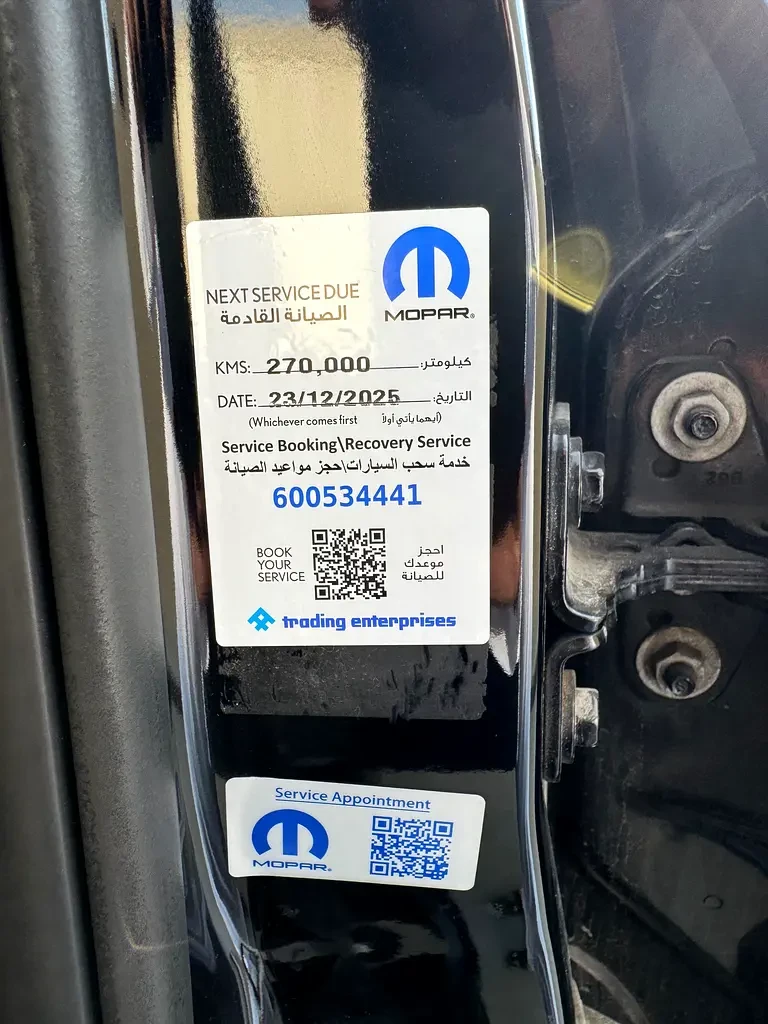 NEXT SERVICE DUE
الصيانة القادمة
MOPAR®
KMS: 270,000 كيلومتر:
DATE: 23/12/2025 التاريخ:
(Whichever comes first أيهما يأتي أولاً)
Service Booking\Recovery Service
خدمة سحب السيارات\حجز مواعيد الصيانة
600534441
BOOK YOUR SERVICE
احجز موعدك للصيانة
trading enterprises
Service Appointment
MOPAR®